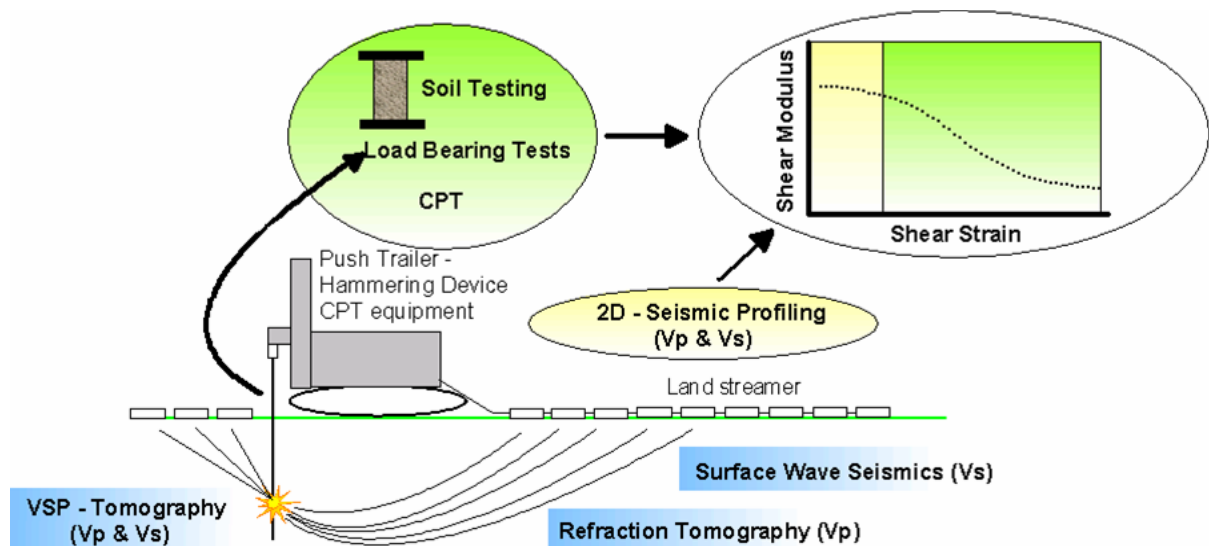 Soil Testing
Load Bearing Tests
CPT
Shear Modulus
Shear Strain
Push Trailer -
Hammering Device
CPT equipment
2D - Seismic Profiling
(Vp & Vs)
Land streamer
Surface Wave Seismics (Vs)
VSP - Tomography
(Vp & Vs)
Refraction Tomography (Vp)